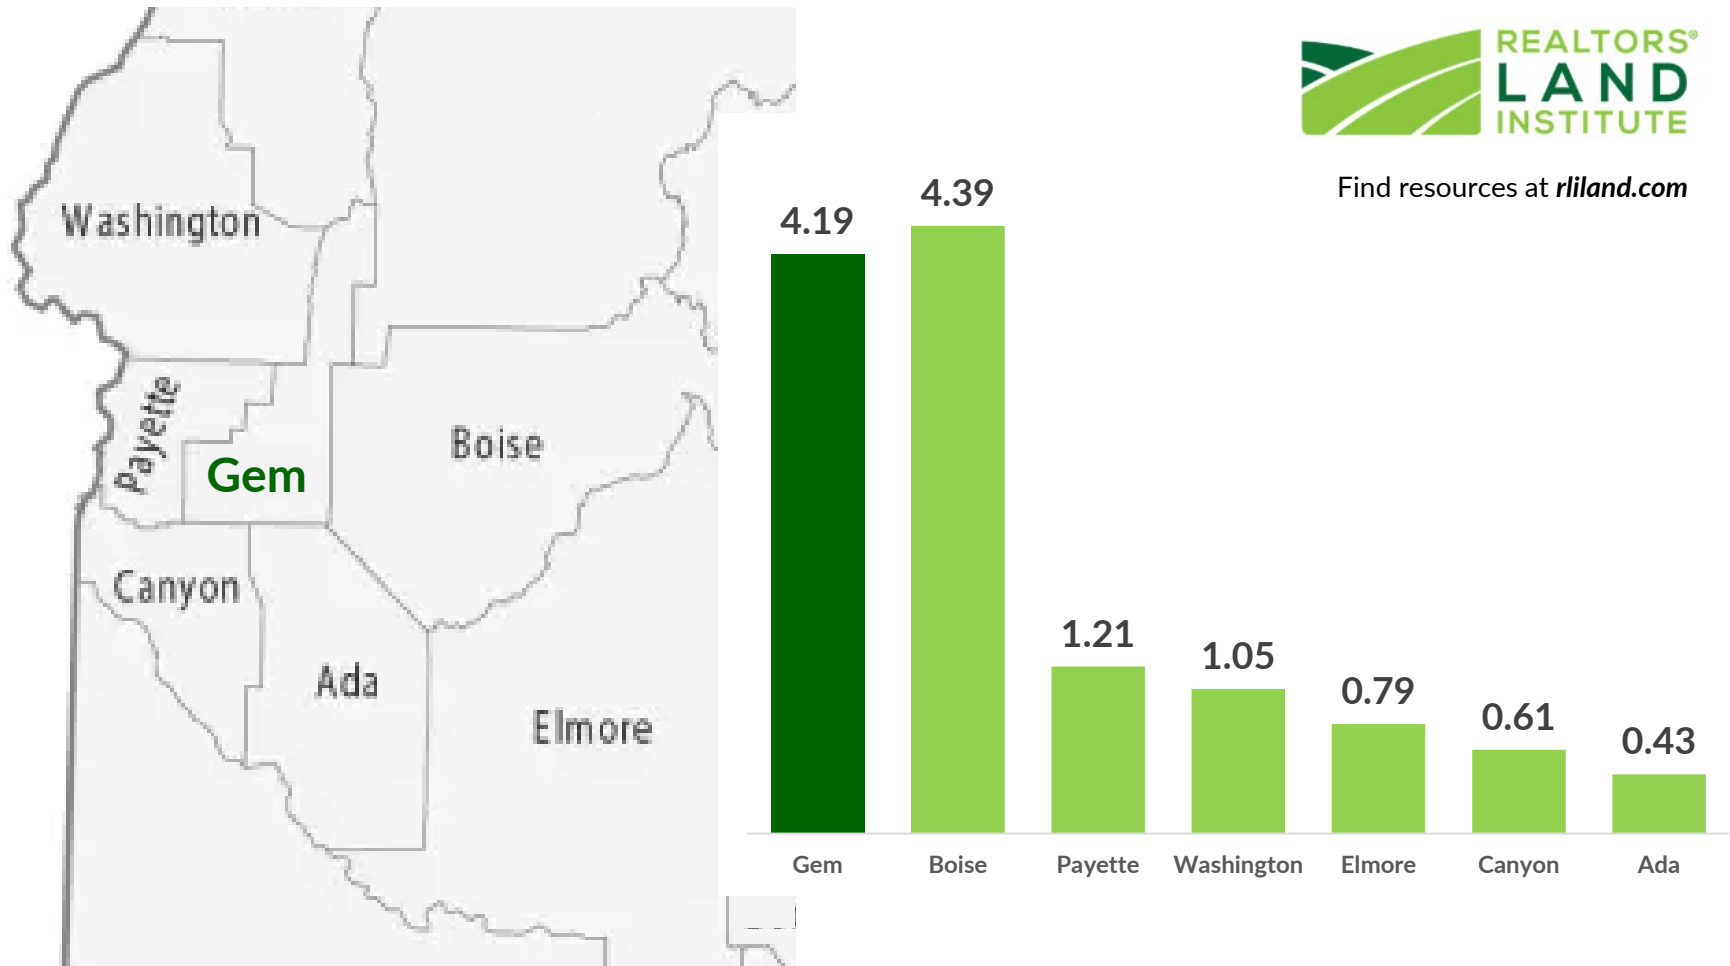 REALTORS®
LAND
INSTITUTE
Find resources at rliland.com
Washington
Payette
Gem
Boise
Canyon
Ada
Elmore
4.19
4.39
1.21
1.05
0.79
0.61
0.43
Gem
Boise
Payette
Washington
Elmore
Canyon
Ada